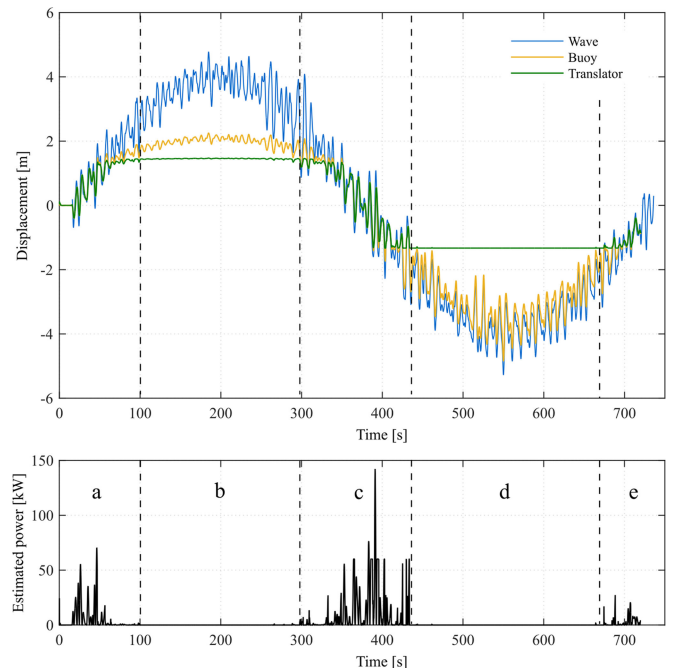 6
4
2
0
-2
-4
-6
Displacement [m]
Wave
Buoy
Translator
0 100 200 300 400 500 600 700
Time [s]
150
100
50
0
Estimated power [kW]
a b c d e
0 100 200 300 400 500 600 700
Time [s]